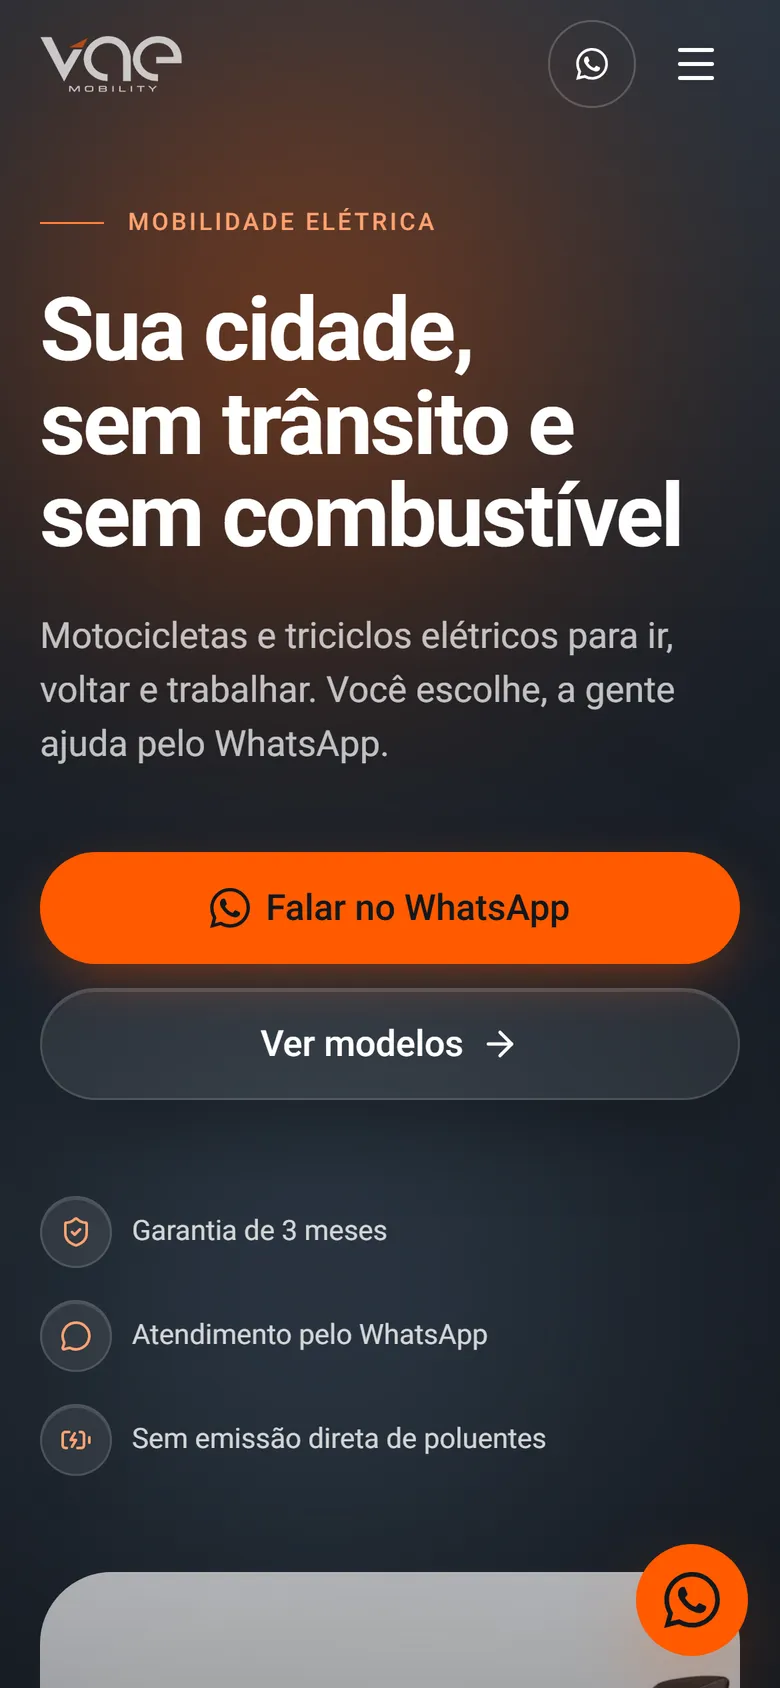 vae
MOBILITY
MOBILIDADE ELÉTRICA
Sua cidade,
sem trânsito e
sem combustível
Motocicletas e triciclos elétricos para ir,
voltar e trabalhar. Você escolhe, a gente
ajuda pelo WhatsApp.
Falar no WhatsApp
Ver modelos
Garantia de 3 meses
Atendimento pelo WhatsApp
Sem emissão direta de poluentes